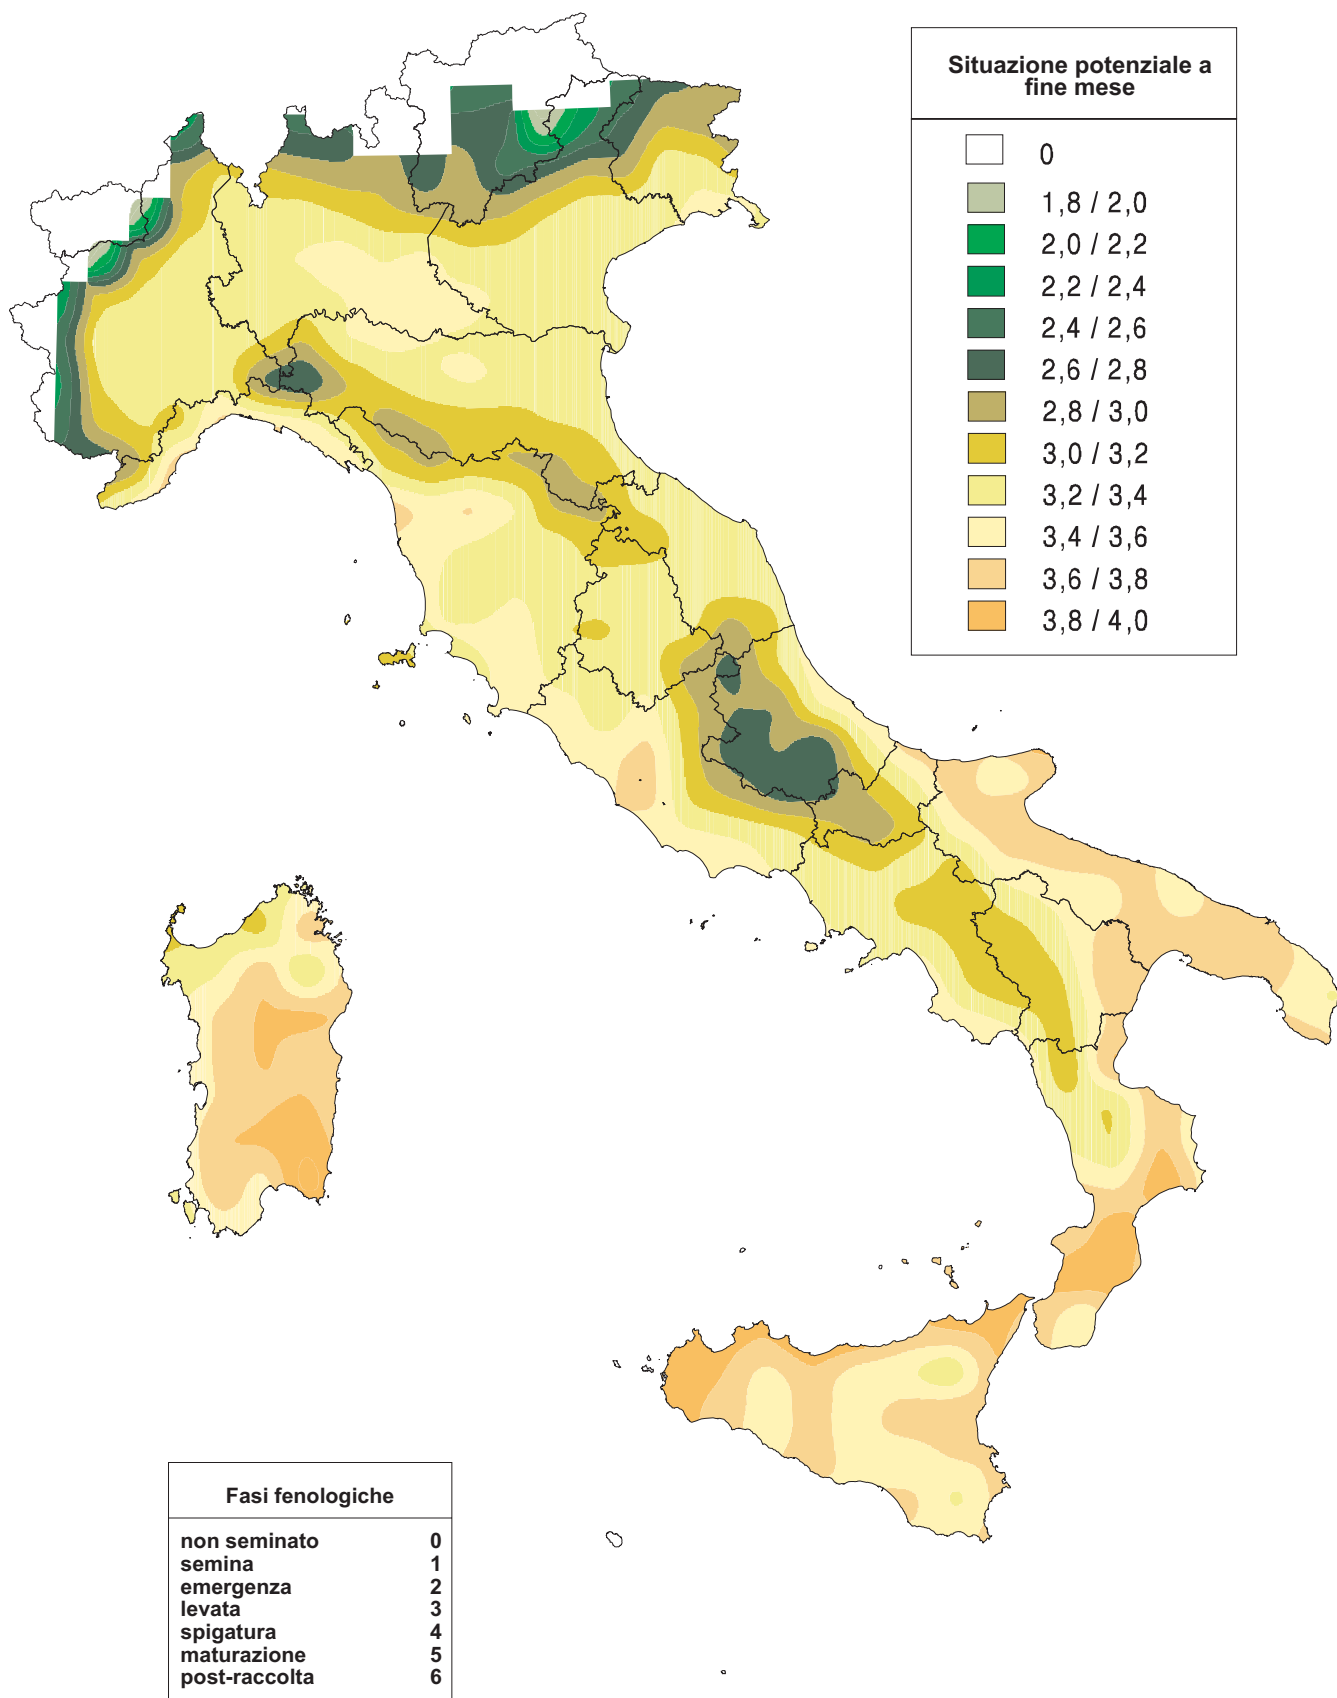 Situazione potenziale a
fine mese
0
1,8 / 2,0
2,0 / 2,2
2,2 / 2,4
2,4 / 2,6
2,6 / 2,8
2,8 / 3,0
3,0 / 3,2
3,2 / 3,4
3,4 / 3,6
3,6 / 3,8
3,8 / 4,0
Fasi fenologiche
non seminato 0
semina 1
emergenza 2
levata 3
spigatura 4
maturazione 5
post-raccolta 6